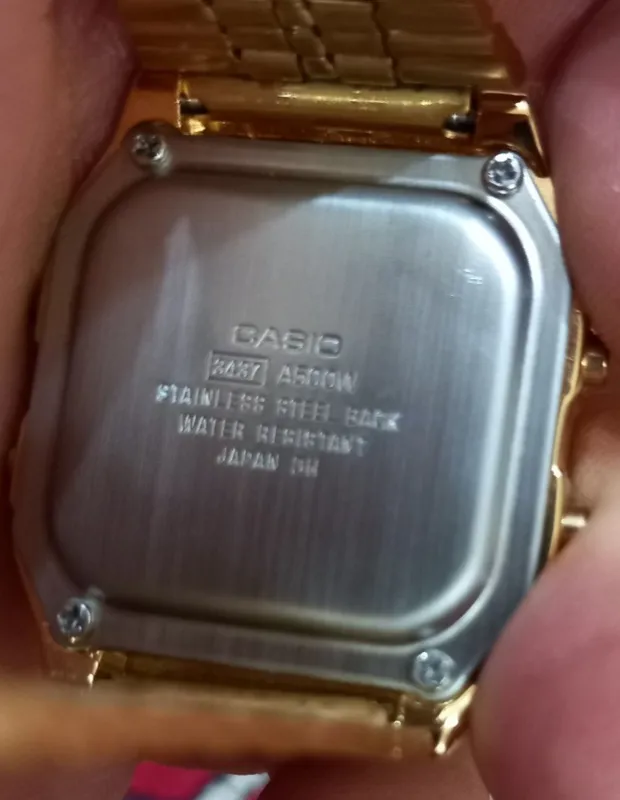 CASIO
3437 A500W
STAINLESS STEEL BACK
WATER RESISTANT
JAPAN DH